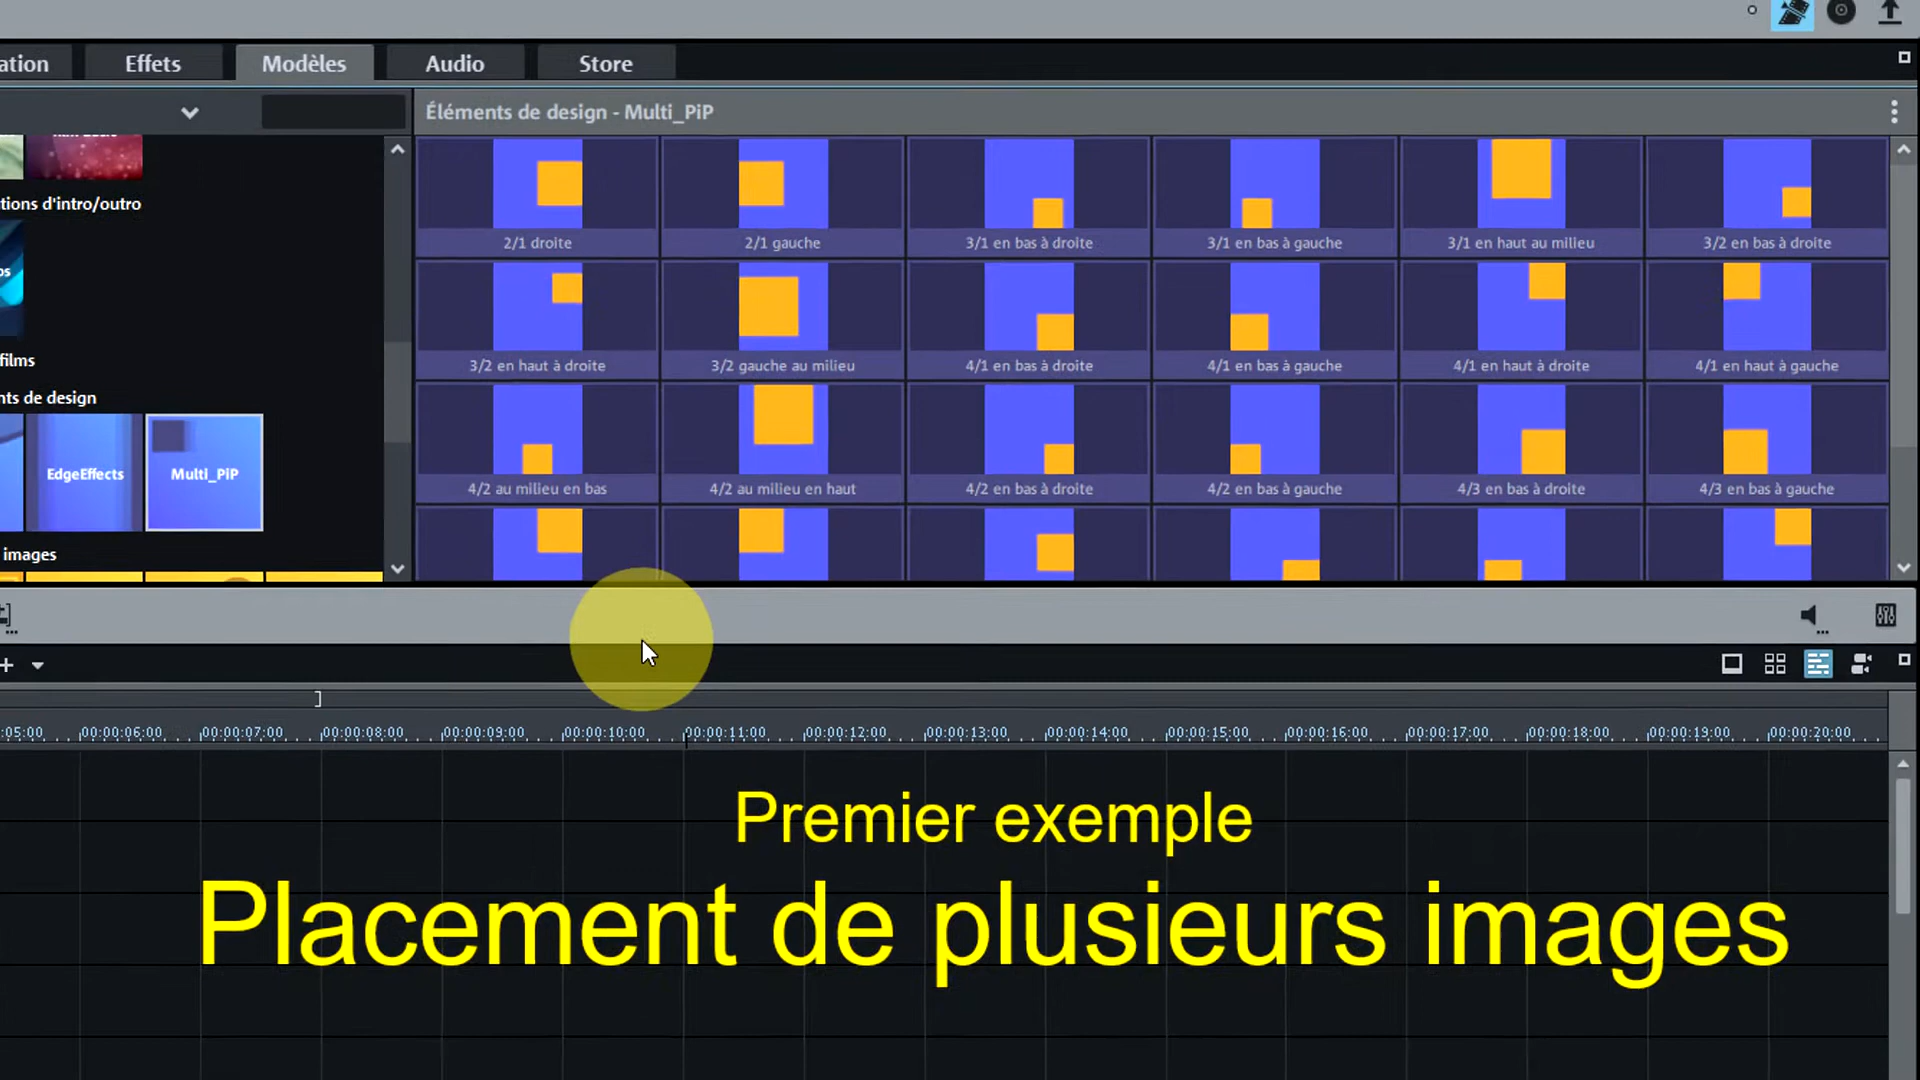 ation
Effets
Modèles
Audio
Store
Éléments de design - Multi_PiP
tions d'intro/outro
films
nts de design
EdgeEffects
Multi_PiP
images
2/1 droite
2/1 gauche
3/1 en bas à droite
3/1 en bas à gauche
3/1 en haut au milieu
3/2 en bas à droite
3/2 en haut à droite
3/2 gauche au milieu
4/1 en bas à droite
4/1 en bas à gauche
4/1 en haut à droite
4/1 en haut à gauche
4/2 au milieu en bas
4/2 au milieu en haut
4/2 en bas à droite
4/2 en bas à gauche
4/3 en bas à droite
4/3 en bas à gauche
:05:00 00:00:06:00 00:00:07:00 00:00:08:00 00:00:09:00 00:00:10:00 00:00:11:00 00:00:12:00 00:00:13:00 00:00:14:00 00:00:15:00 00:00:16:00 00:00:17:00 00:00:18:00 00:00:19:00 00:00:20:00
Premier exemple
Placement de plusieurs images